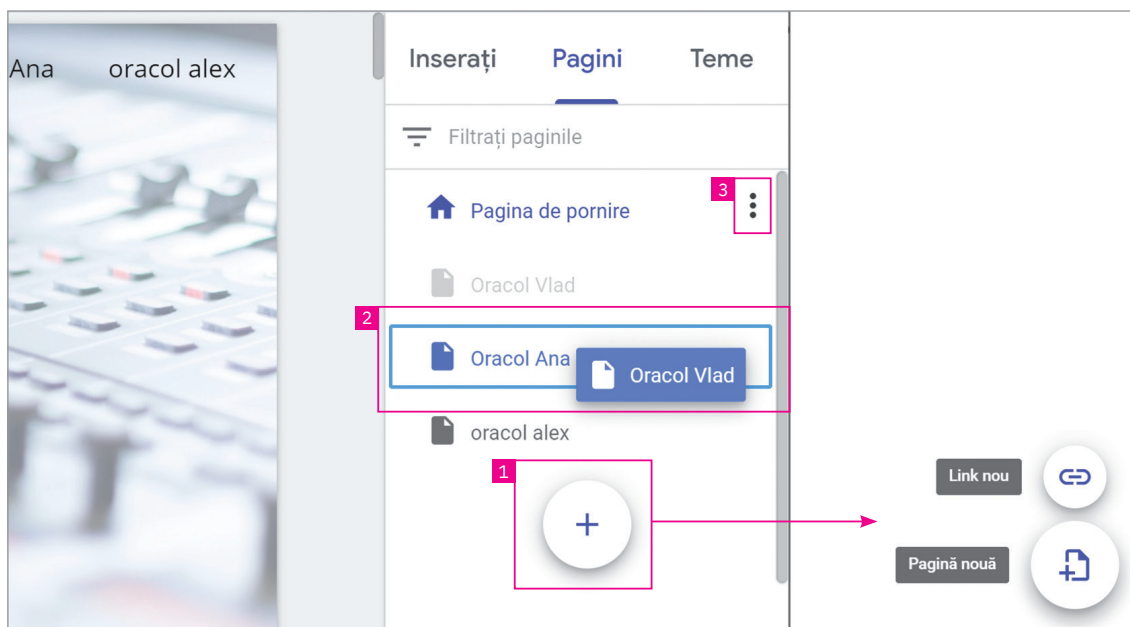 Ana oracol alex
Inserați Pagini Teme
Filtrați paginile
3
Pagina de pornire
Oracol Vlad
2
Oracol Ana
Oracol Vlad
oracol alex
1
Link nou
Pagină nouă